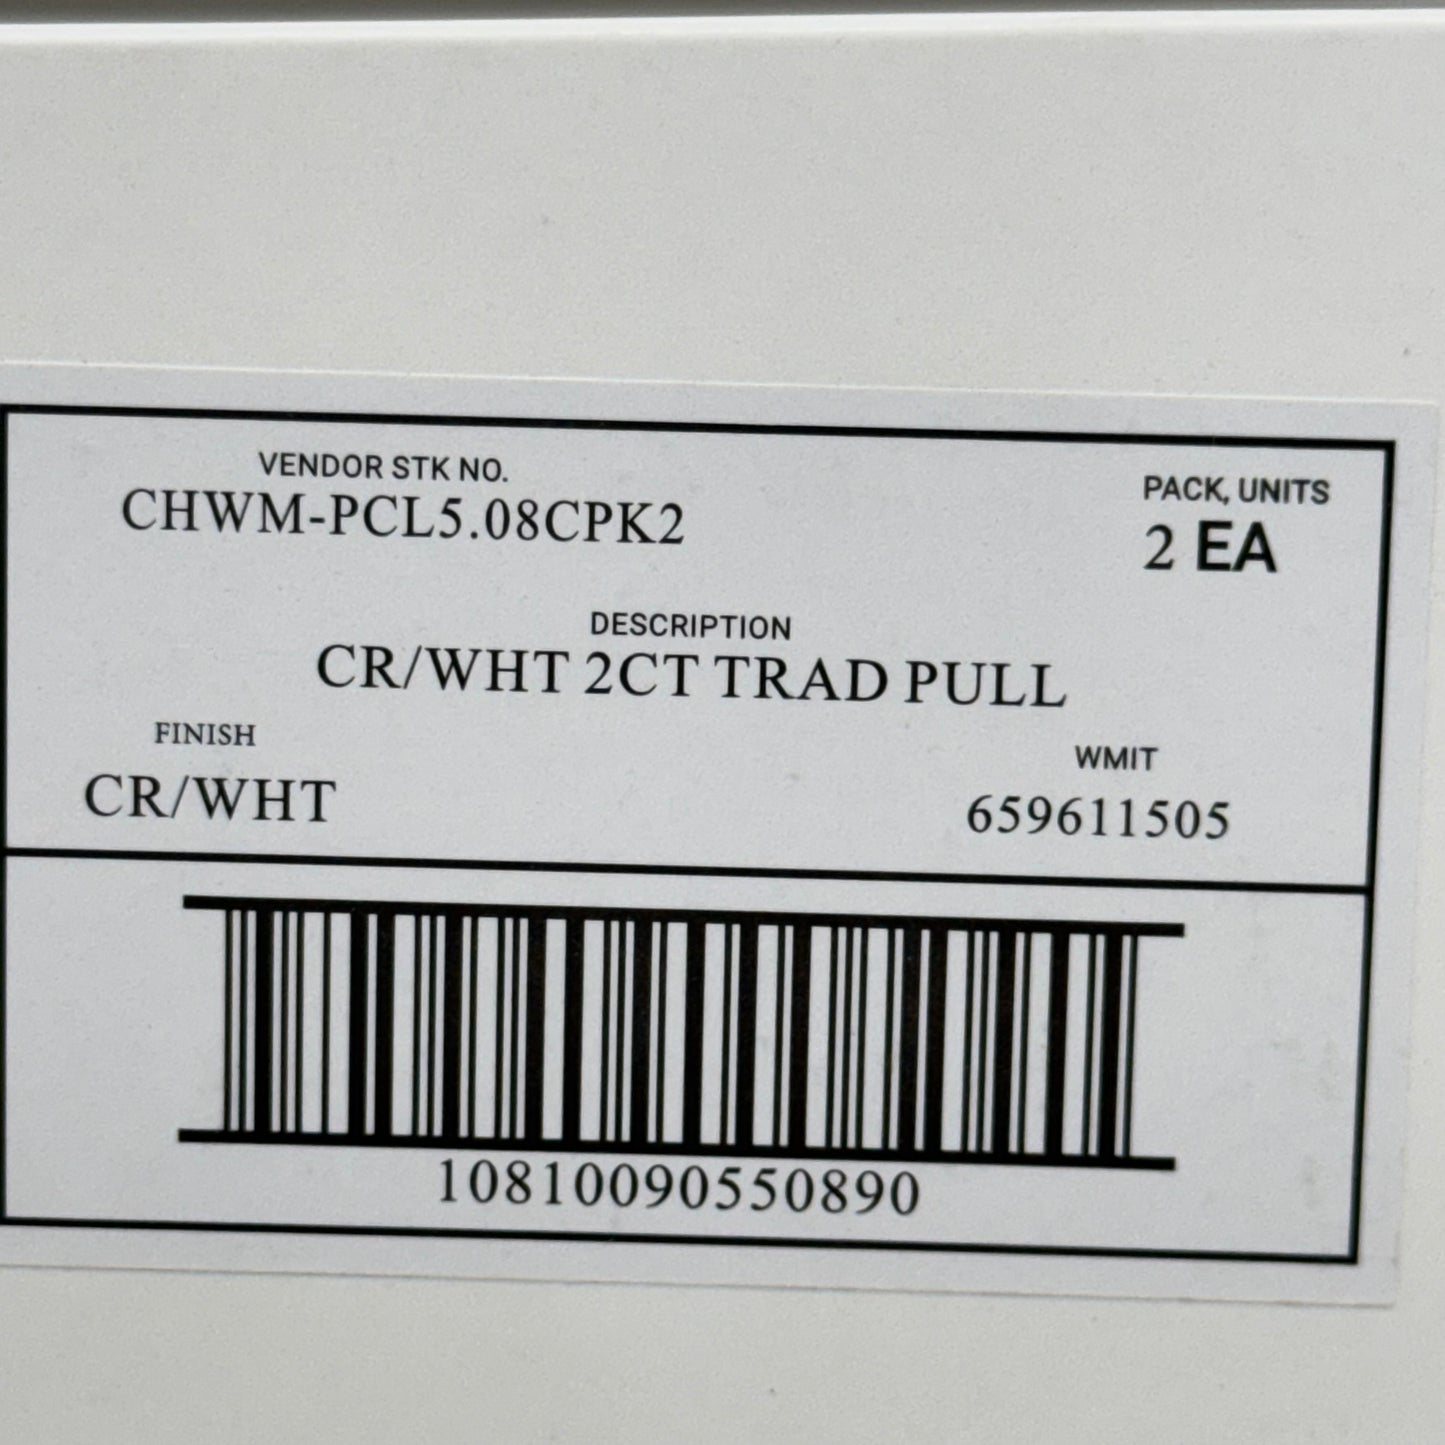 VENDOR STK NO.
CHWM-PCL5.08CPK2
PACK, UNITS
2 EA
DESCRIPTION
CR/WHT 2CT TRAD PULL
FINISH
CR/WHT
WMIT
659611505
10810090550890